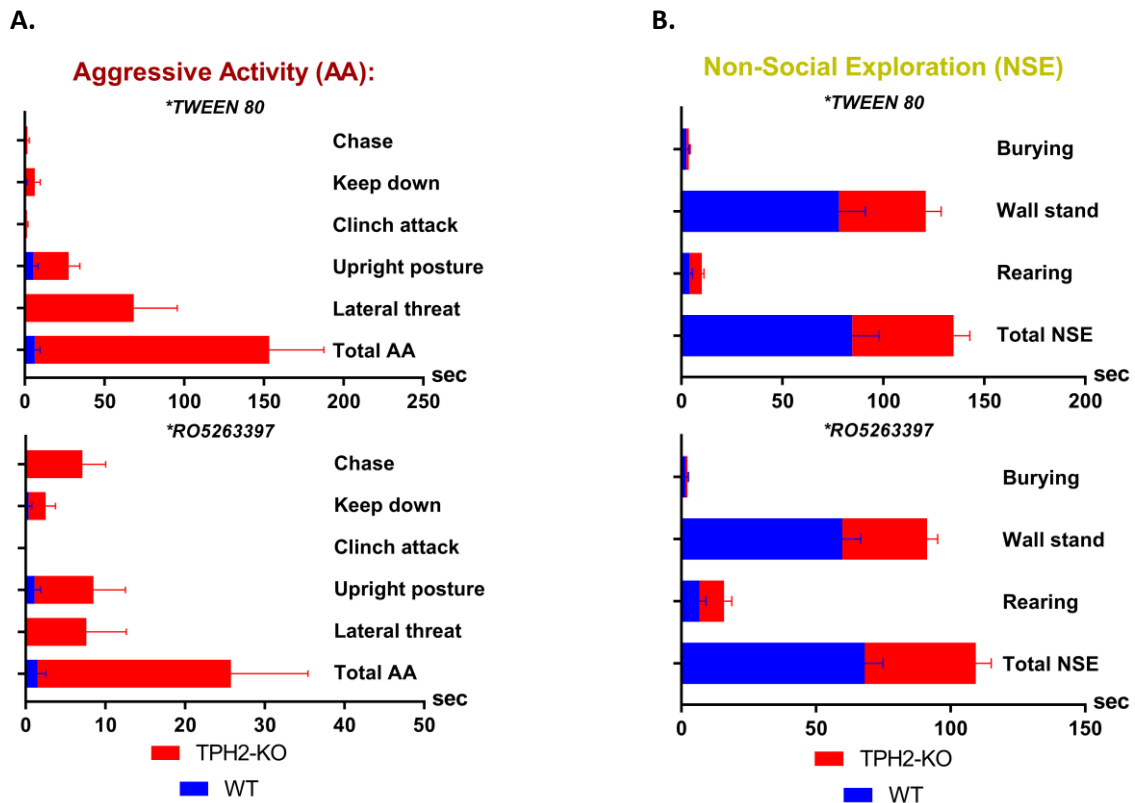 A.
Aggressive Activity (AA):
*TWEEN 80
Chase
Keep down
Clinch attack
Upright posture
Lateral threat
Total AA
sec
0 50 100 150 200 250
*RO5263397
Chase
Keep down
Clinch attack
Upright posture
Lateral threat
Total AA
sec
0 10 20 30 40 50
TPH2-KO
WT
B.
Non-Social Exploration (NSE)
*TWEEN 80
Burying
Wall stand
Rearing
Total NSE
sec
0 50 100 150 200
*RO5263397
Burying
Wall stand
Rearing
Total NSE
sec
0 50 100 150
TPH2-KO
WT